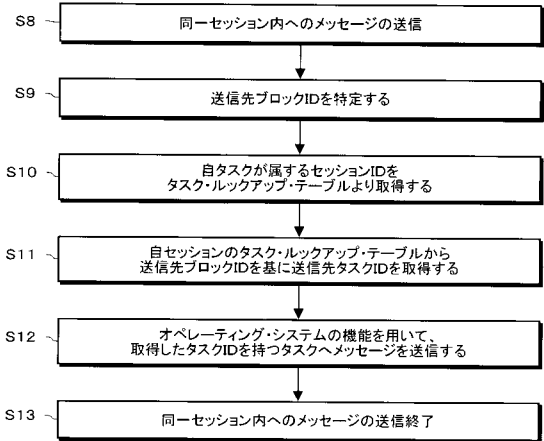 S8
同一セッション内へのメッセージの送信
S9
送信先ブロックIDを特定する
S10
自タスクが属するセッションIDを
タスク・ルックアップ・テーブルより取得する
S11
自セッションのタスク・ルックアップ・テーブルから
送信先ブロックIDを基に送信先タスクIDを取得する
S12
オペレーティング・システムの機能を用いて、
取得したタスクIDを持つタスクへメッセージを送信する
S13
同一セッション内へのメッセージの送信終了